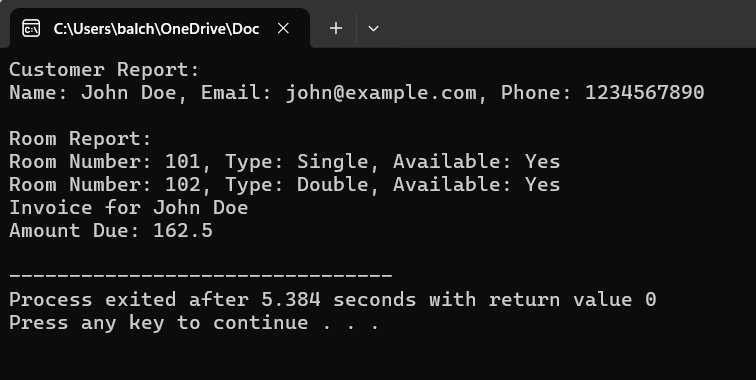 C:\Users\balch\OneDrive\Doc
Customer Report:
Name: John Doe, Email: john@example.com, Phone: 1234567890
Room Report:
Room Number: 101, Type: Single, Available: Yes
Room Number: 102, Type: Double, Available: Yes
Invoice for John Doe
Amount Due: 162.5
--------------------------------
Process exited after 5.384 seconds with return value 0
Press any key to continue . . .